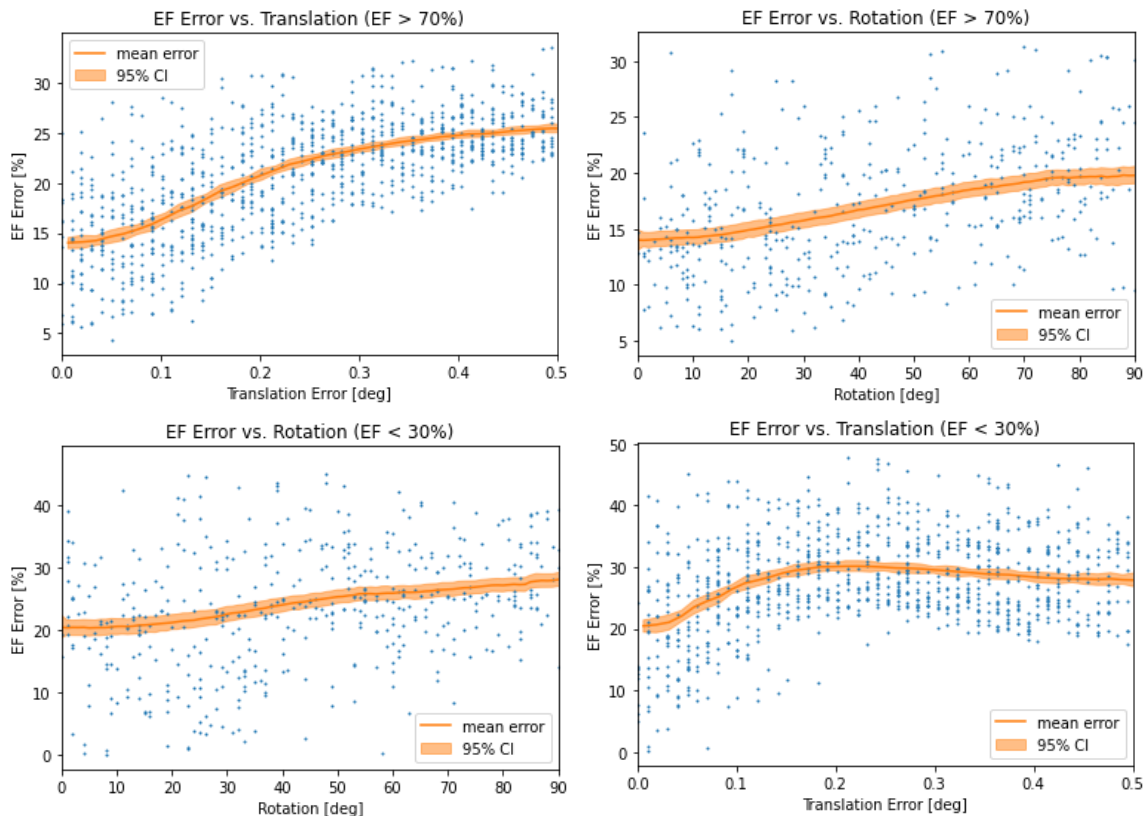 EF Error vs. Translation (EF > 70%)
EF Error [%]
30
25
20
15
10
5
mean error
95% CI
0.0 0.1 0.2 0.3 0.4 0.5
Translation Error [deg]
EF Error vs. Rotation (EF > 70%)
EF Error [%]
30
25
20
15
10
5
mean error
95% CI
0 10 20 30 40 50 60 70 80 90
Rotation [deg]
EF Error vs. Rotation (EF < 30%)
EF Error [%]
40
30
20
10
0
mean error
95% CI
0 10 20 30 40 50 60 70 80 90
Rotation [deg]
EF Error vs. Translation (EF < 30%)
EF Error [%]
50
40
30
20
10
0
mean error
95% CI
0.0 0.1 0.2 0.3 0.4 0.5
Translation Error [deg]